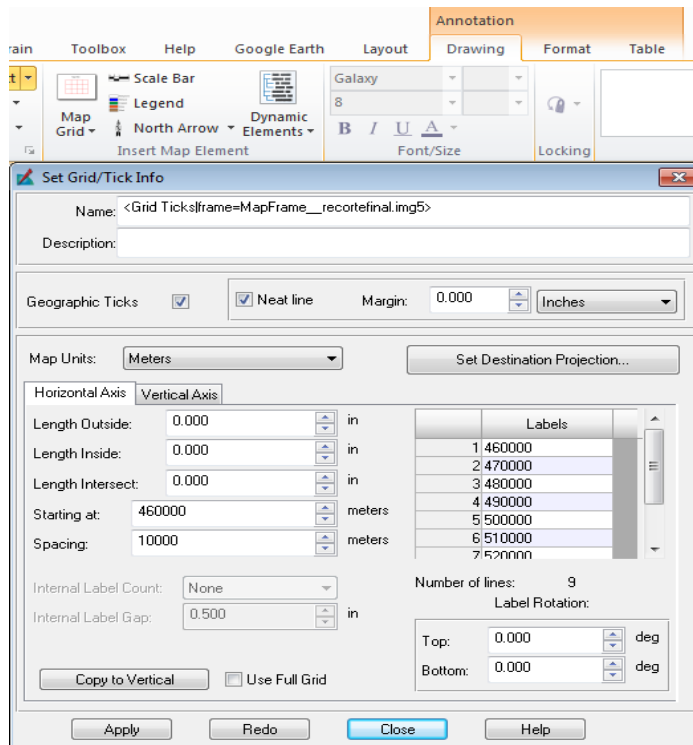 Annotation
rain Toolbox Help Google Earth Layout Drawing Format Table
Scale Bar Galaxy
Map Legend Dynamic 8
Grid North Arrow Elements B I U A
Insert Map Element Font/Size Locking
Set Grid/Tick Info
Name: <Grid Ticks|frame=MapFrame__recortefinal.img5>
Description:
Geographic Ticks Neat line Margin: 0.000 Inches
Map Units: Meters Set Destination Projection...
Horizontal Axis Vertical Axis
Length Outside: 0.000 in Labels
1 460000
Length Inside: 0.000 in 2 470000
3 480000
Length Intersect: 0.000 in 4 490000
Starting at: 460000 meters 5 500000
Spacing: 10000 meters 6 510000
7 520000
Internal Label Count: None Number of lines: 9
Internal Label Gap: 0.500 in Label Rotation:
Top: 0.000 deg
Copy to Vertical Use Full Grid Bottom: 0.000 deg
Apply Redo Close Help